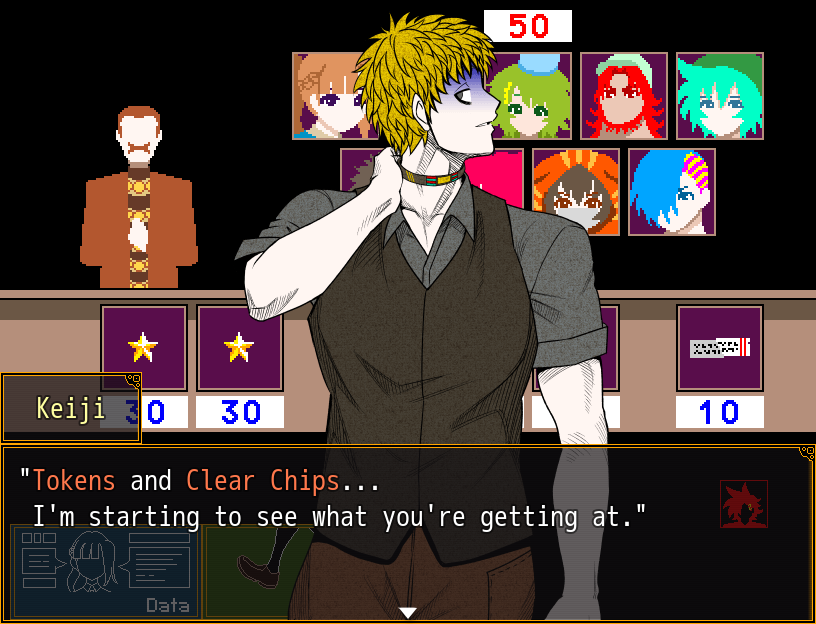 50
30
30
10
Keiji
"Tokens and Clear Chips...
I'm starting to see what you're getting at."
Data